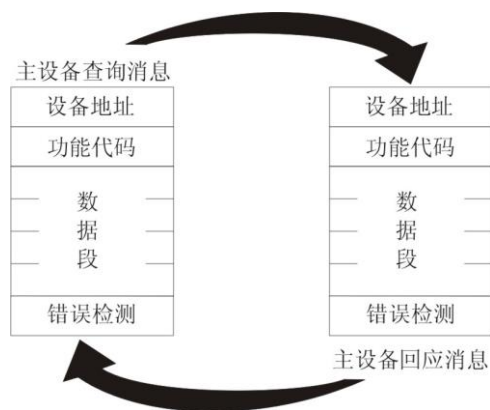 主设备查询消息
设备地址
功能代码
数
据
段
错误检测
设备地址
功能代码
数
据
段
错误检测
主设备回应消息